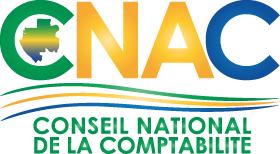 CNAC
CONSEIL NATIONAL
DE LA COMPTABILITE